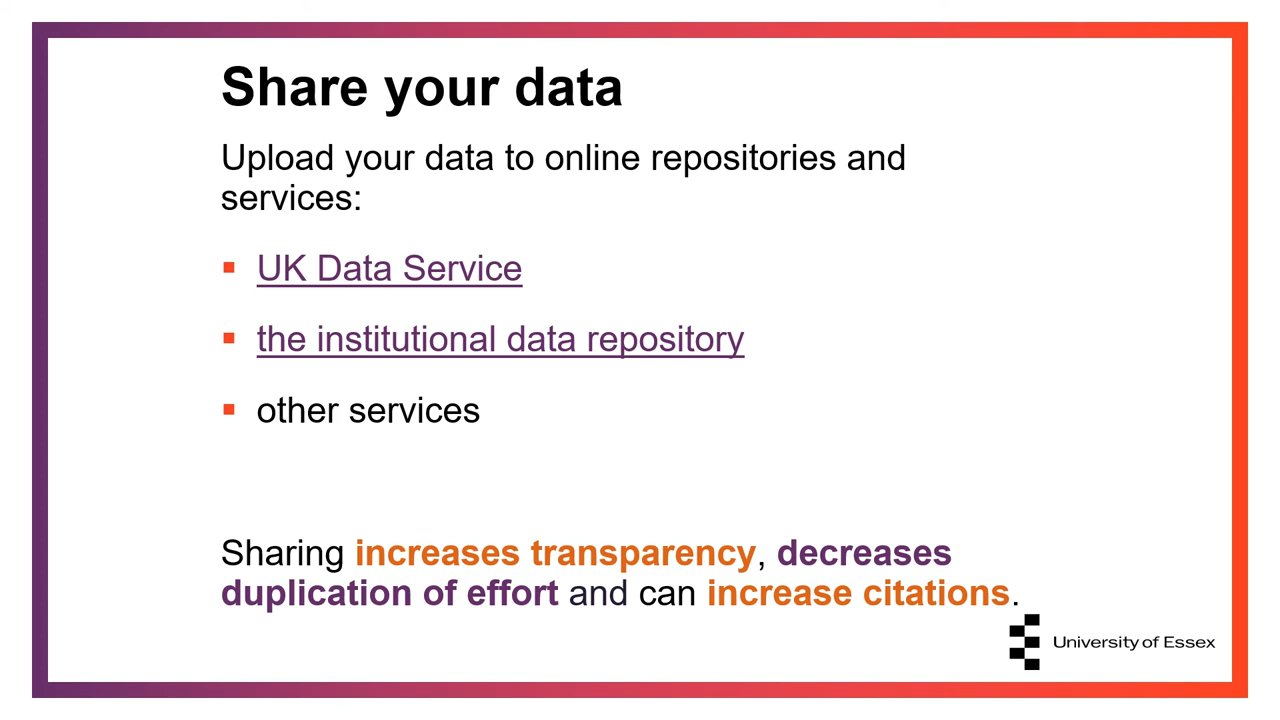 Share your data
Upload your data to online repositories and
services:
▪ UK Data Service
▪ the institutional data repository
▪ other services
Sharing increases transparency, decreases
duplication of effort and can increase citations.
University of Essex